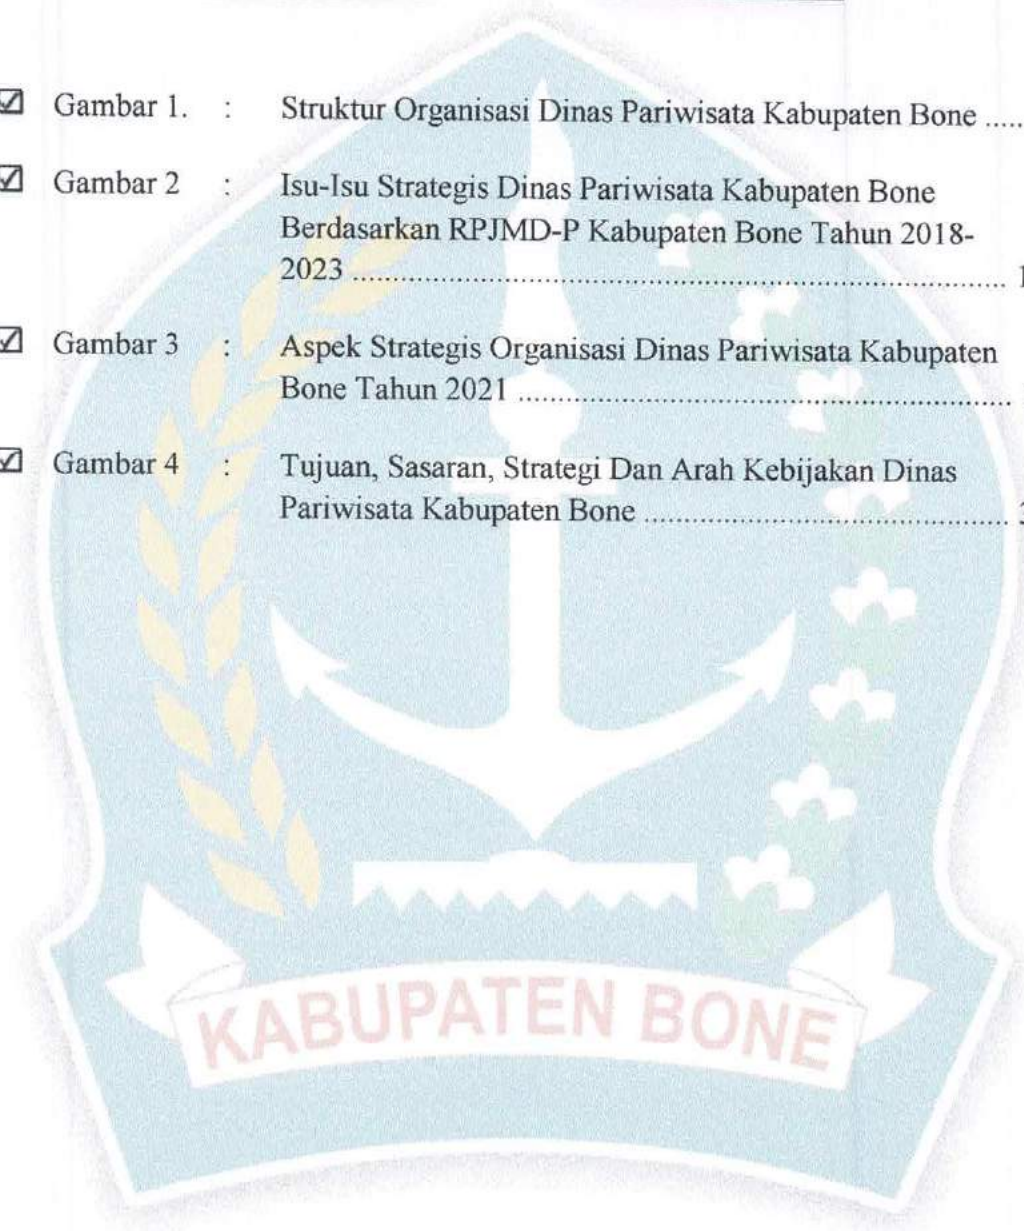 ☑ Gambar 1. : Struktur Organisasi Dinas Pariwisata Kabupaten Bone .....
☑ Gambar 2 : Isu-Isu Strategis Dinas Pariwisata Kabupaten Bone
Berdasarkan RPJMD-P Kabupaten Bone Tahun 2018-
2023 ..........................................................................................
☑ Gambar 3 : Aspek Strategis Organisasi Dinas Pariwisata Kabupaten
Bone Tahun 2021 ....................................................................
☑ Gambar 4 : Tujuan, Sasaran, Strategi Dan Arah Kebijakan Dinas
Pariwisata Kabupaten Bone ..................................................
KABUPATEN BONE